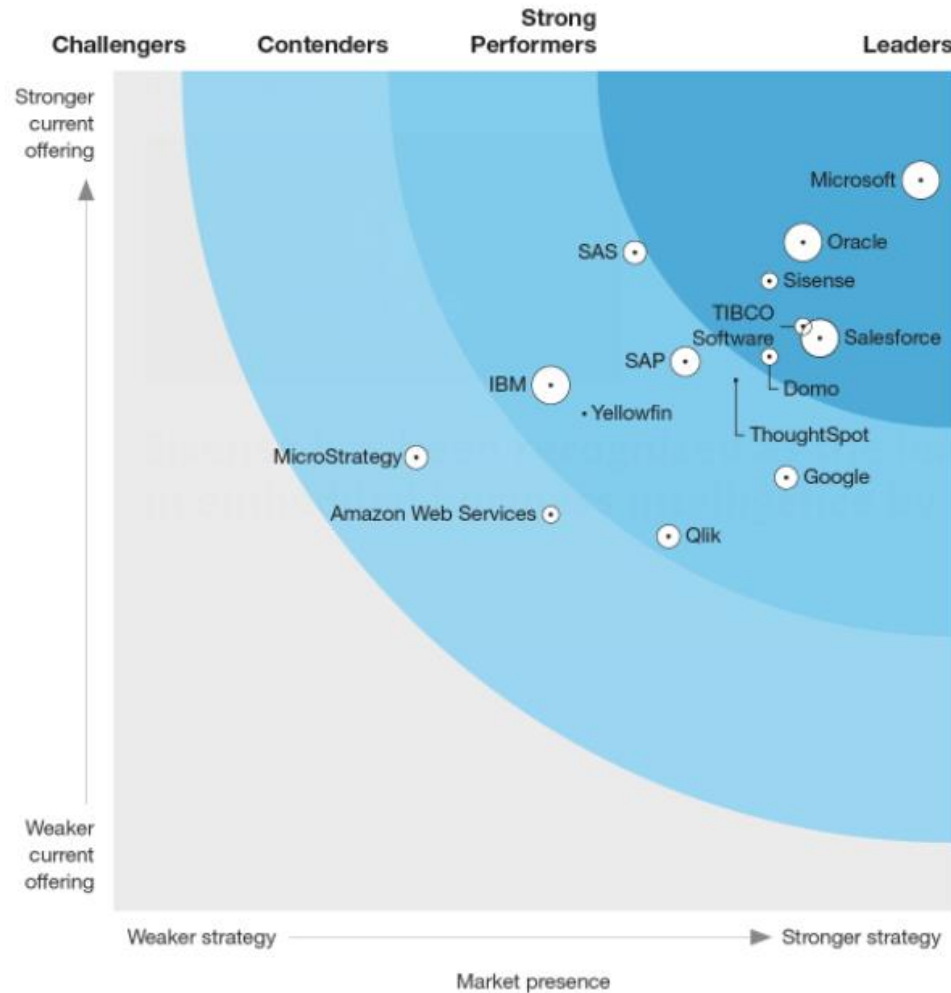 Challengers
Contenders
Strong
Performers
Leaders
Stronger
current
offering
Microsoft
Oracle
SAS
Sisense
TIBCO
Software
Salesforce
SAP
Domo
IBM
Yellowfin
ThoughtSpot
MicroStrategy
Google
Amazon Web Services
Qlik
Weaker
current
offering
Weaker strategy
Stronger strategy
Market presence